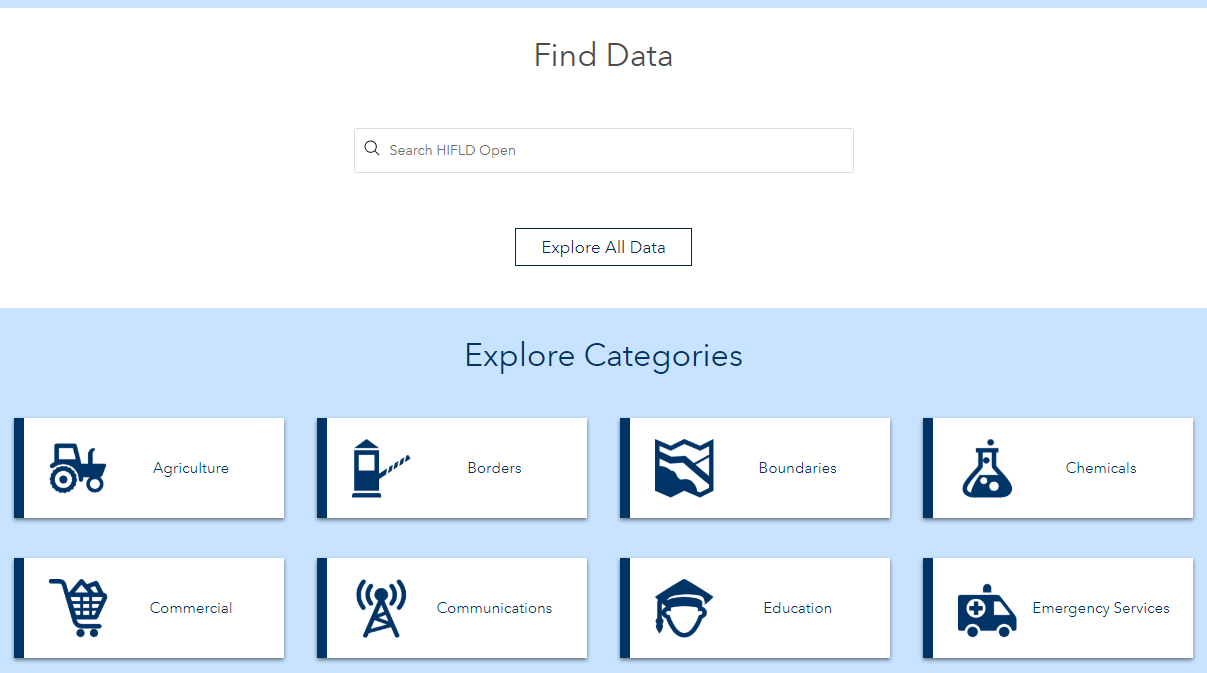 Find Data
Search HIFLD Open
Explore All Data
Explore Categories
Agriculture
Borders
Boundaries
Chemicals
Commercial
Communications
Education
Emergency Services